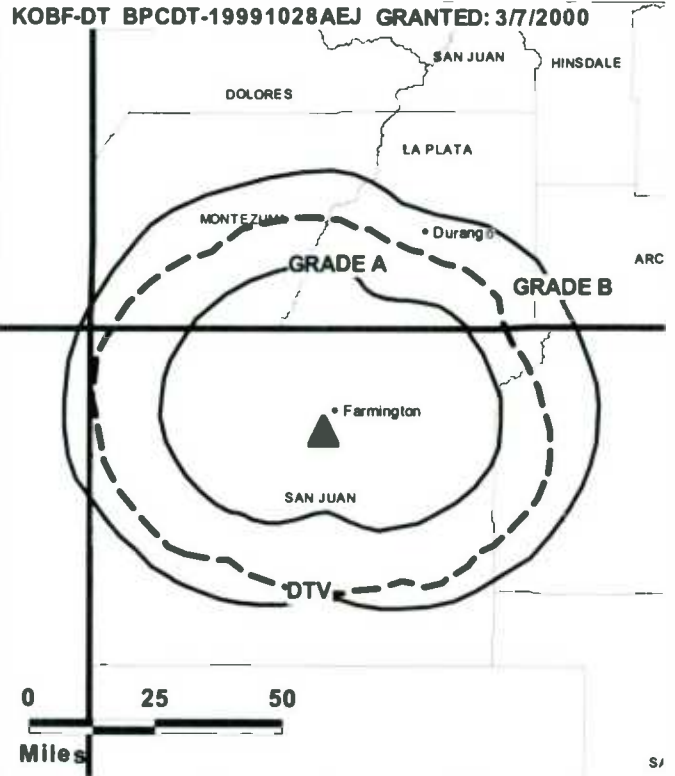 KOBF-DT BPCDT-19991028AEJ GRANTED: 3/7/2000
SAN JUAN
HINSDALE
DOLORES
LA PLATA
MONTEZUMA
Durango
ARC
GRADE A
GRADE B
Farmington
SAN JUAN
DTV
0 25 50
Miles
SA